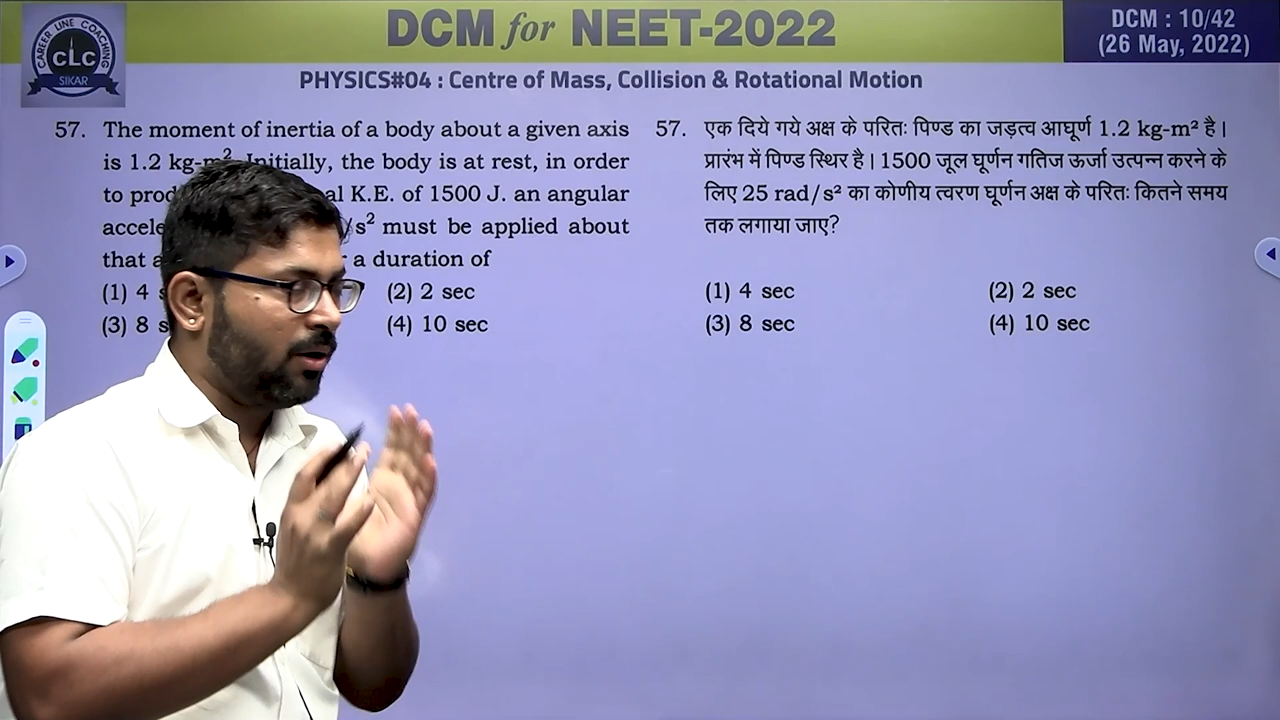 DCM for NEET-2022
DCM : 10/42
(26 May, 2022)
CAREER LINE COACHING
CLC
SIKAR
PHYSICS#04 : Centre of Mass, Collision & Rotational Motion
57. The moment of inertia of a body about a given axis
is 1.2 kg-m². Initially, the body is at rest, in order
to K.E. of 1500 J. an angular
s² must be applied about
that a duration of
(1) 4 (2) 2 sec
(3) 8 (4) 10 sec
57. एक दिये गये अक्ष के परितः पिण्ड का जड़त्व आघूर्ण 1.2 kg-m² है।
प्रारंभ में पिण्ड स्थिर है। 1500 जूल घूर्णन गतिज ऊर्जा उत्पन्न करने के
लिए 25 rad/s² का कोणीय त्वरण घूर्णन अक्ष के परितः कितने समय
तक लगाया जाए?
(1) 4 sec (2) 2 sec
(3) 8 sec (4) 10 sec